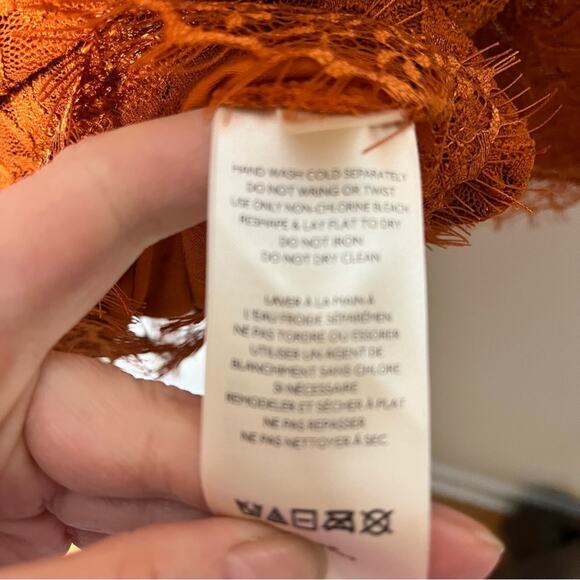 HAND WASH COLD SEPARATELY
DO NOT WRING OR TWIST
USE ONLY NON-CHLORINE BLEACH
RESHAPE & LAY FLAT TO DRY
DO NOT IRON
DO NOT DRY CLEAN
LAVER À LA MAIN À
L'EAU FROIDE SÉPARÉMEN
NE PAS TORDRE OU ESSORER
UTILISER UN AGENT DE
BLANCHIMENT SANS CHLORE
SI NÉCESSAIRE
REMODELER ET SÉCHER À PLAT
NE PAS REPASSER
NE PAS NETTOYER À SEC